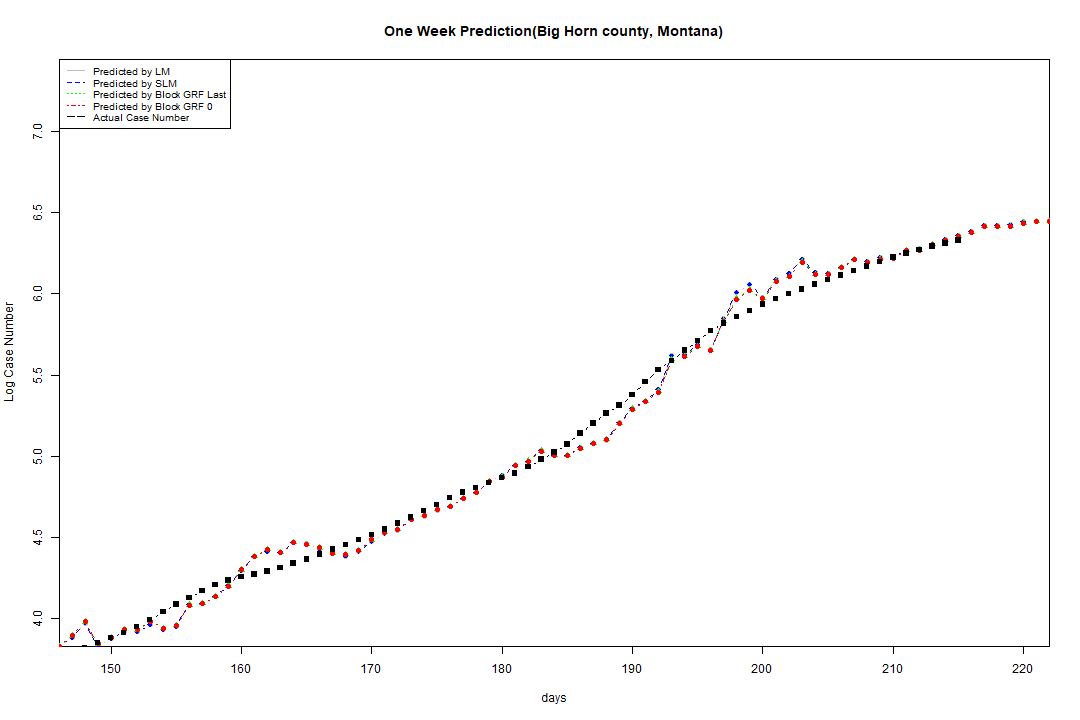 One Week Prediction(Big Horn county, Montana)
Predicted by LM
Predicted by SLM
Predicted by Block GRF Last
Predicted by Block GRF 0
Actual Case Number
7.0
6.5
6.0
5.5
5.0
4.5
4.0
Log Case Number
150 160 170 180 190 200 210 220
days